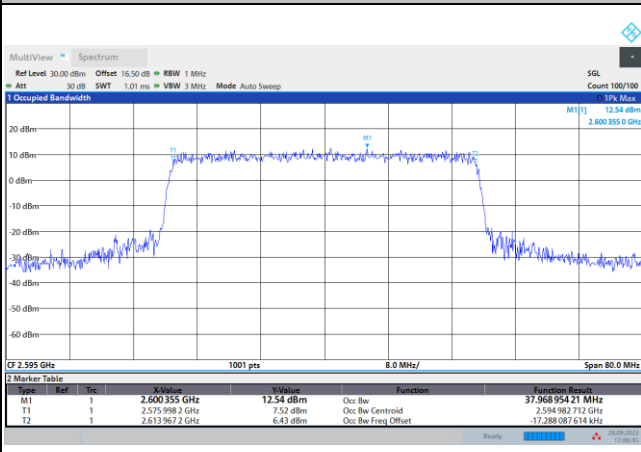 MultiView Spectrum
Ref Level 30.00 dBm Offset 16.50 dB RBW 1 MHz SGL
Att 30 dB SWT 1.01 ms VBW 3 MHz Mode Auto Sweep Count 100/100
1 Occupied Bandwidth 1Pk Max
M1[1] 12.54 dBm
2.600 355 0 GHz
20 dBm
M1
T1
T2
10 dBm
0 dBm
-10 dBm
-20 dBm
-30 dBm
-40 dBm
-50 dBm
-60 dBm
CF 2.595 GHz 1001 pts 8.0 MHz/ Span 80.0 MHz
2 Marker Table
Type Ref Trc X-Value Y-Value Function Function Result
M1 1 2.600 355 GHz 12.54 dBm Occ Bw 37.968 954 21 MHz
T1 1 2.575 998 2 GHz 7.52 dBm Occ Bw Centroid 2.594 982 712 GHz
T2 1 2.613 967 2 GHz 6.43 dBm Occ Bw Freq Offset -17.288 087 614 kHz
Ready 28.09.2022
17:06:45